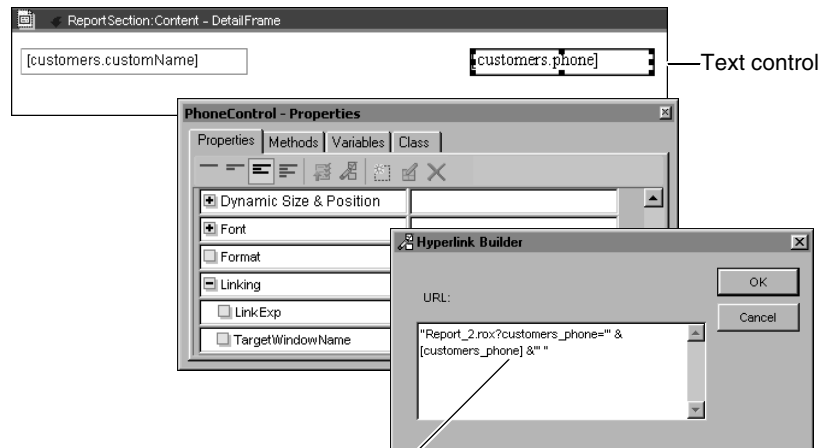 ReportSection:Content - DetailFrame
[customers.customName]
[customers.phone]
Text control
PhoneControl - Properties
Properties Methods Variables Class
Dynamic Size & Position
Font
Format
Linking
LinkExp
TargetWindowName
Hyperlink Builder
OK
URL:
Cancel
"Report_2.rox?customers_phone='" &
[customers_phone] &"' "